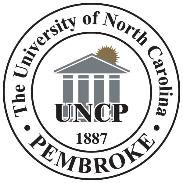 The University of North Carolina
UNCP
1887
• PEMBROKE •